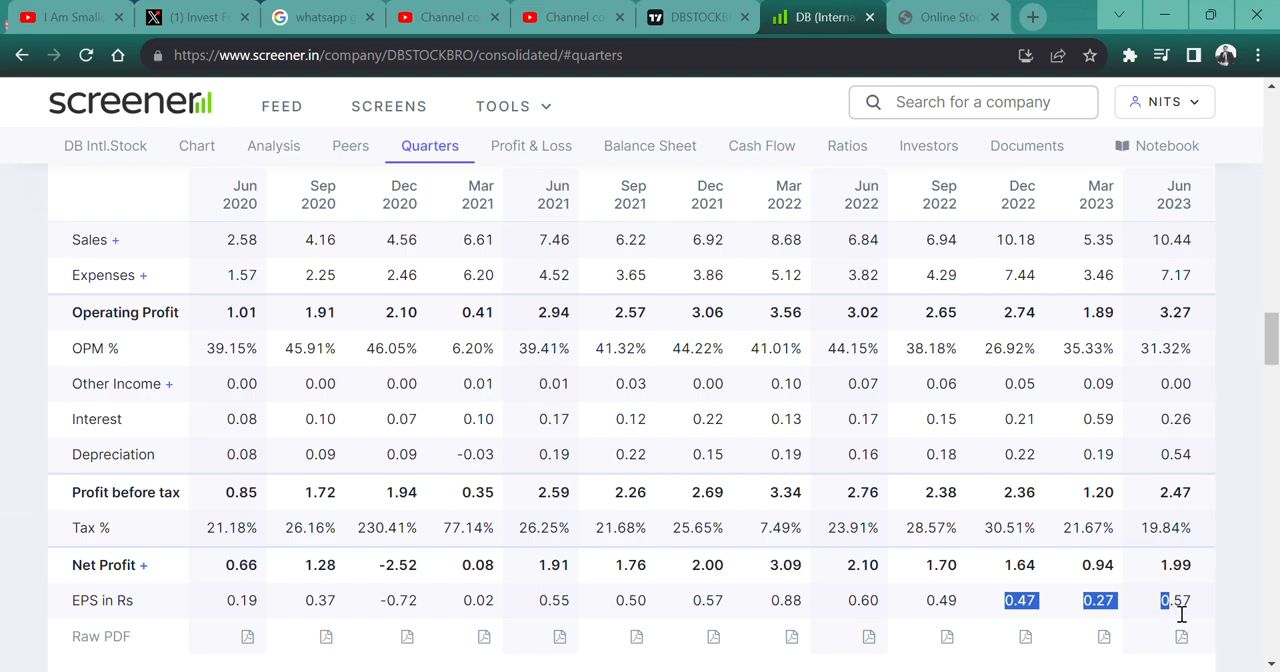 I Am Small
(1) Invest F
whatsapp g
Channel co
Channel co
DBSTOCKB
DB (Interna
Online Sto
https://www.screener.in/company/DBSTOCKBRO/consolidated/#quarters
screener
FEED SCREENS TOOLS
Search for a company
NITS
DB Intl.Stock Chart Analysis Peers Quarters Profit & Loss Balance Sheet Cash Flow Ratios Investors Documents Notebook
Jun 2020 Sep 2020 Dec 2020 Mar 2021 Jun 2021 Sep 2021 Dec 2021 Mar 2022 Jun 2022 Sep 2022 Dec 2022 Mar 2023 Jun 2023
Sales + 2.58 4.16 4.56 6.61 7.46 6.22 6.92 8.68 6.84 6.94 10.18 5.35 10.44
Expenses + 1.57 2.25 2.46 6.20 4.52 3.65 3.86 5.12 3.82 4.29 7.44 3.46 7.17
Operating Profit 1.01 1.91 2.10 0.41 2.94 2.57 3.06 3.56 3.02 2.65 2.74 1.89 3.27
OPM % 39.15% 45.91% 46.05% 6.20% 39.41% 41.32% 44.22% 41.01% 44.15% 38.18% 26.92% 35.33% 31.32%
Other Income + 0.00 0.00 0.00 0.01 0.01 0.03 0.00 0.10 0.07 0.06 0.05 0.09 0.00
Interest 0.08 0.10 0.07 0.10 0.17 0.12 0.22 0.13 0.17 0.15 0.21 0.59 0.26
Depreciation 0.08 0.09 0.09 -0.03 0.19 0.22 0.15 0.19 0.16 0.18 0.22 0.19 0.54
Profit before tax 0.85 1.72 1.94 0.35 2.59 2.26 2.69 3.34 2.76 2.38 2.36 1.20 2.47
Tax % 21.18% 26.16% 230.41% 77.14% 26.25% 21.68% 25.65% 7.49% 23.91% 28.57% 30.51% 21.67% 19.84%
Net Profit + 0.66 1.28 -2.52 0.08 1.91 1.76 2.00 3.09 2.10 1.70 1.64 0.94 1.99
EPS in Rs 0.19 0.37 -0.72 0.02 0.55 0.50 0.57 0.88 0.60 0.49 0.47 0.27 0.57
Raw PDF